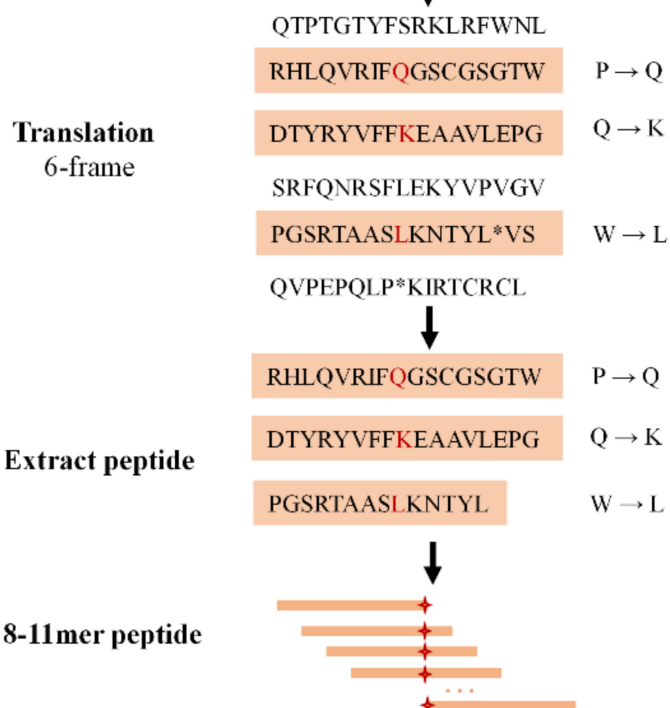 QTPTGTYFSRKLRFWNL
RHLQVRIFQGSCGSGTW P → Q
Translation
6-frame
DTYRYVFFKEAAVLEPG Q → K
SRFQNRSFLEKYVPVGV
PGSRTAASLKNTYL*VS W → L
QVPEPQLP*KIRTCRCL
RHLQVRIFQGSCGSGTW P → Q
Extract peptide
DTYRYVFFKEAAVLEPG Q → K
PGSRTAASLKNTYL W → L
8-11mer peptide
...